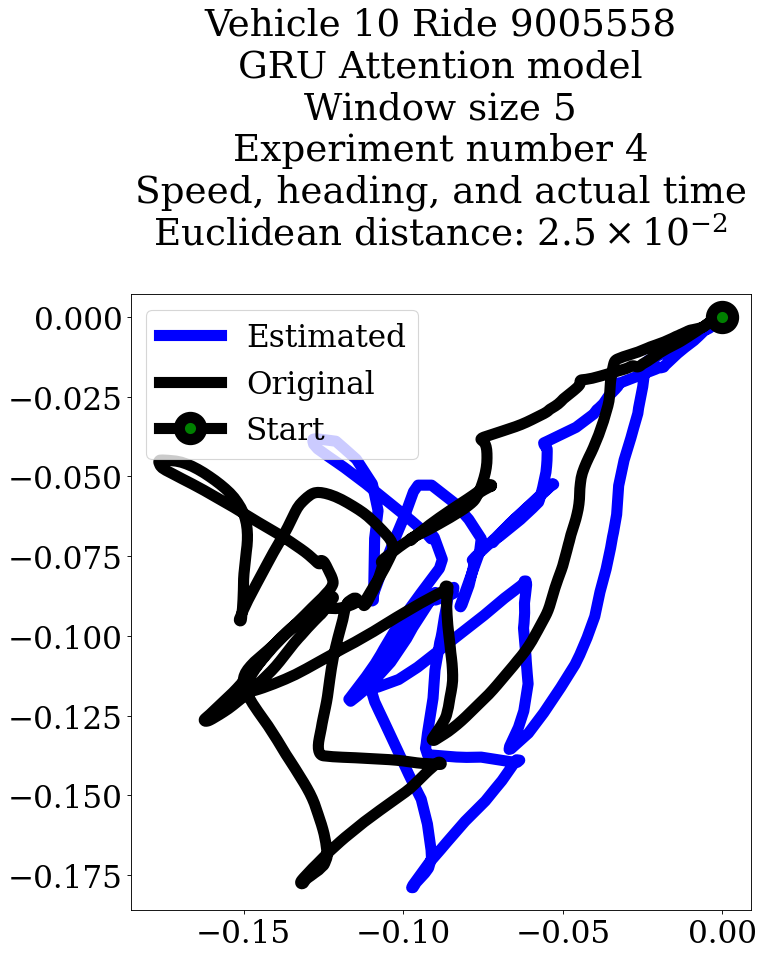 Vehicle 10 Ride 9005558
GRU Attention model
Window size 5
Experiment number 4
Speed, heading, and actual time
Euclidean distance: 2.5 × 10⁻²
Estimated
Original
Start
0.000
−0.025
−0.050
−0.075
−0.100
−0.125
−0.150
−0.175
−0.15 −0.10 −0.05 0.00